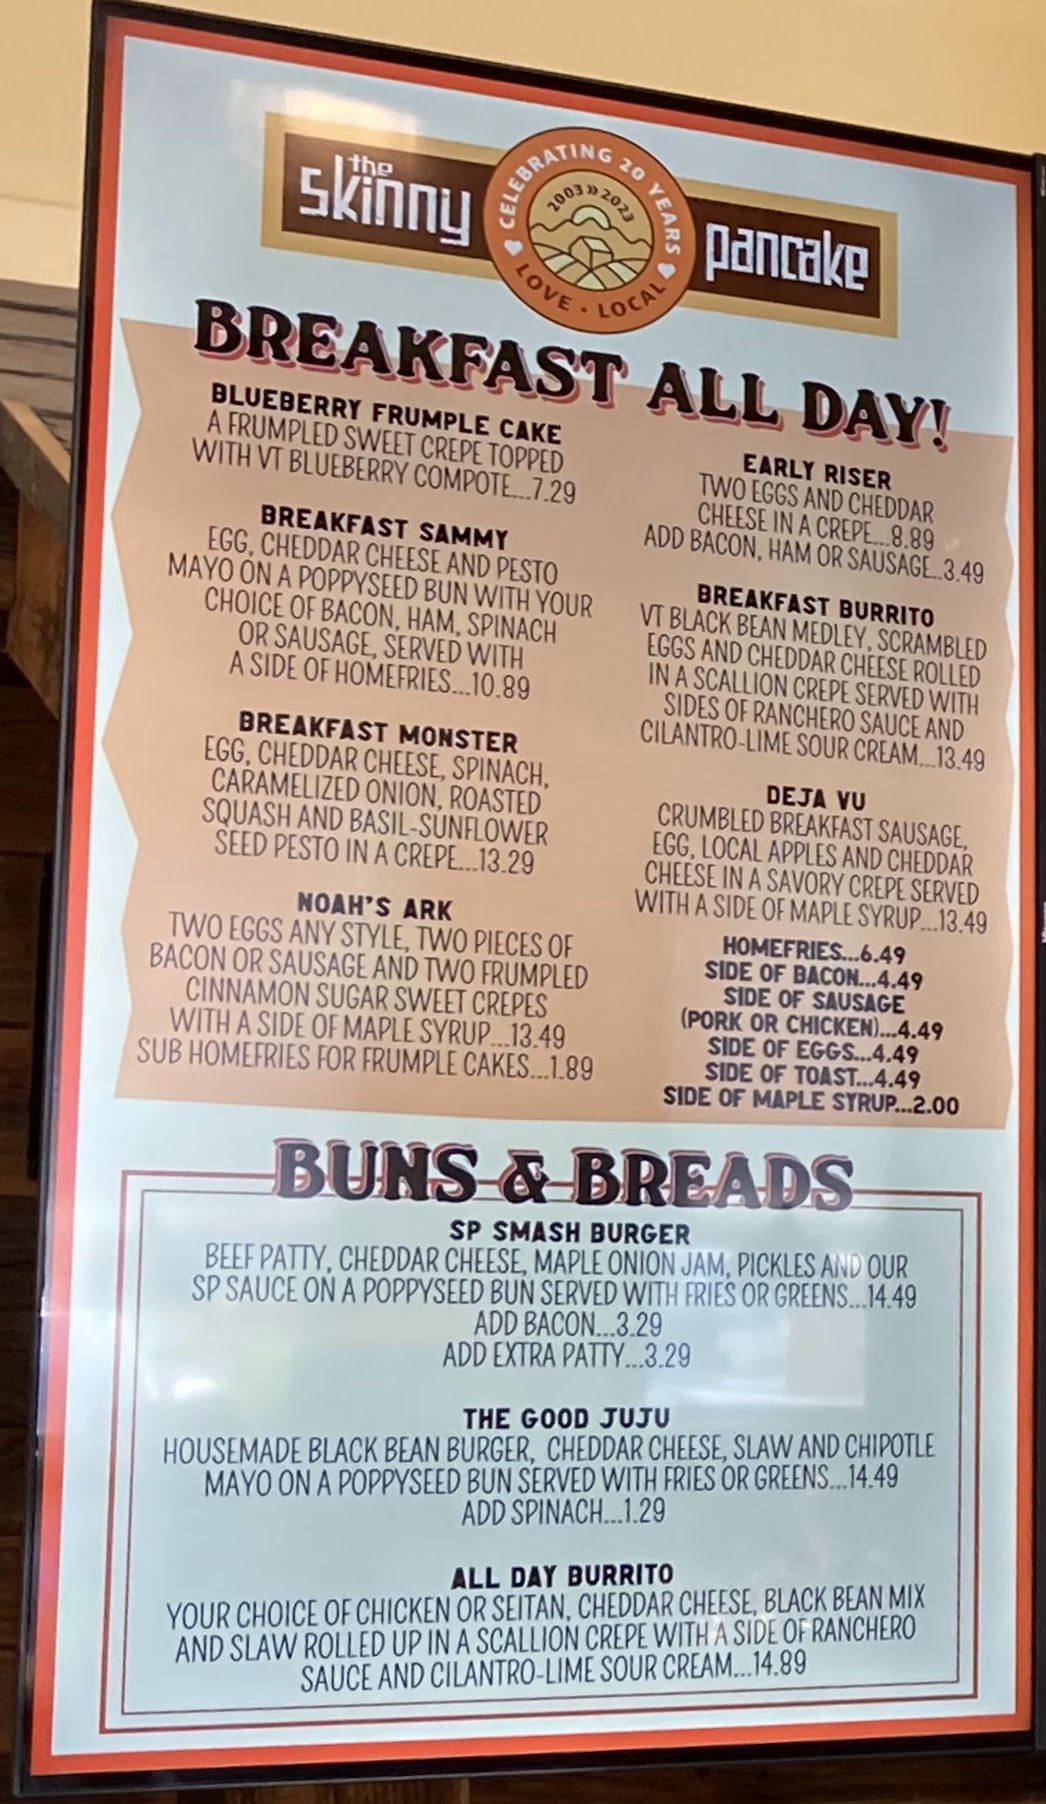 the
skinny
CELEBRATING 20 YEARS
2003 » 2023
LOVE · LOCAL
pancake
BREAKFAST ALL DAY!
BLUEBERRY FRUMPLE CAKE
A FRUMPLED SWEET CREPE TOPPED
WITH VT BLUEBERRY COMPOTE...7.29
BREAKFAST SAMMY
EGG, CHEDDAR CHEESE AND PESTO
MAYO ON A POPPYSEED BUN WITH YOUR
CHOICE OF BACON, HAM, SPINACH
OR SAUSAGE, SERVED WITH
A SIDE OF HOMEFRIES...10.89
BREAKFAST MONSTER
EGG, CHEDDAR CHEESE, SPINACH,
CARAMELIZED ONION, ROASTED
SQUASH AND BASIL-SUNFLOWER
SEED PESTO IN A CREPE...13.29
NOAH'S ARK
TWO EGGS ANY STYLE, TWO PIECES OF
BACON OR SAUSAGE AND TWO FRUMPLED
CINNAMON SUGAR SWEET CREPES
WITH A SIDE OF MAPLE SYRUP...13.49
SUB HOMEFRIES FOR FRUMPLE CAKES...1.89
EARLY RISER
TWO EGGS AND CHEDDAR
CHEESE IN A CREPE...8.89
ADD BACON, HAM OR SAUSAGE...3.49
BREAKFAST BURRITO
VT BLACK BEAN MEDLEY, SCRAMBLED
EGGS AND CHEDDAR CHEESE ROLLED
IN A SCALLION CREPE SERVED WITH
SIDES OF RANCHERO SAUCE AND
CILANTRO-LIME SOUR CREAM...13.49
DEJA VU
CRUMBLED BREAKFAST SAUSAGE,
EGG, LOCAL APPLES AND CHEDDAR
CHEESE IN A SAVORY CREPE SERVED
WITH A SIDE OF MAPLE SYRUP...13.49
HOMEFRIES...6.49
SIDE OF BACON...4.49
SIDE OF SAUSAGE
(PORK OR CHICKEN)...4.49
SIDE OF EGGS...4.49
SIDE OF TOAST...4.49
SIDE OF MAPLE SYRUP...2.00
BUNS & BREADS
SP SMASH BURGER
BEEF PATTY, CHEDDAR CHEESE, MAPLE ONION JAM, PICKLES AND OUR
SP SAUCE ON A POPPYSEED BUN SERVED WITH FRIES OR GREENS...14.49
ADD BACON...3.29
ADD EXTRA PATTY...3.29
THE GOOD JUJU
HOUSEMADE BLACK BEAN BURGER, CHEDDAR CHEESE, SLAW AND CHIPOTLE
MAYO ON A POPPYSEED BUN SERVED WITH FRIES OR GREENS...14.49
ADD SPINACH...1.29
ALL DAY BURRITO
YOUR CHOICE OF CHICKEN OR SEITAN, CHEDDAR CHEESE, BLACK BEAN MIX
AND SLAW ROLLED UP IN A SCALLION CREPE WITH A SIDE OF RANCHERO
SAUCE AND CILANTRO-LIME SOUR CREAM...14.89